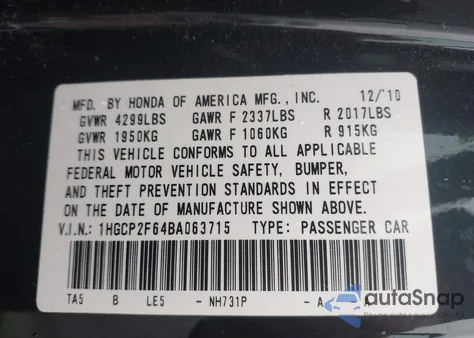 MFD. BY HONDA OF AMERICA MFG., INC. 12/'10
GVWR 4299LBS GAWR F 2337LBS R 2017LBS
GVWR 1950KG GAWR F 1060KG R 915KG
THIS VEHICLE CONFORMS TO ALL APPLICABLE
FEDERAL MOTOR VEHICLE SAFETY, BUMPER,
AND THEFT PREVENTION STANDARDS IN EFFECT
ON THE DATE OF MANUFACTURE SHOWN ABOVE.
V.I.N.: 1HGCP2F64BA063715 TYPE: PASSENGER CAR
TA5 B LE5 - NH731P - A A
autoSnap